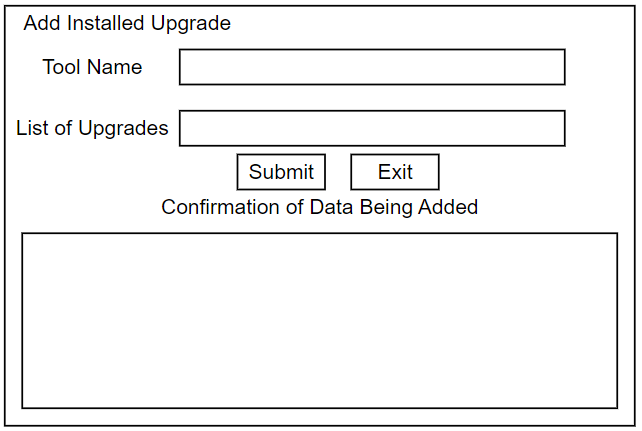 Add Installed Upgrade
Tool Name
List of Upgrades
Submit Exit
Confirmation of Data Being Added